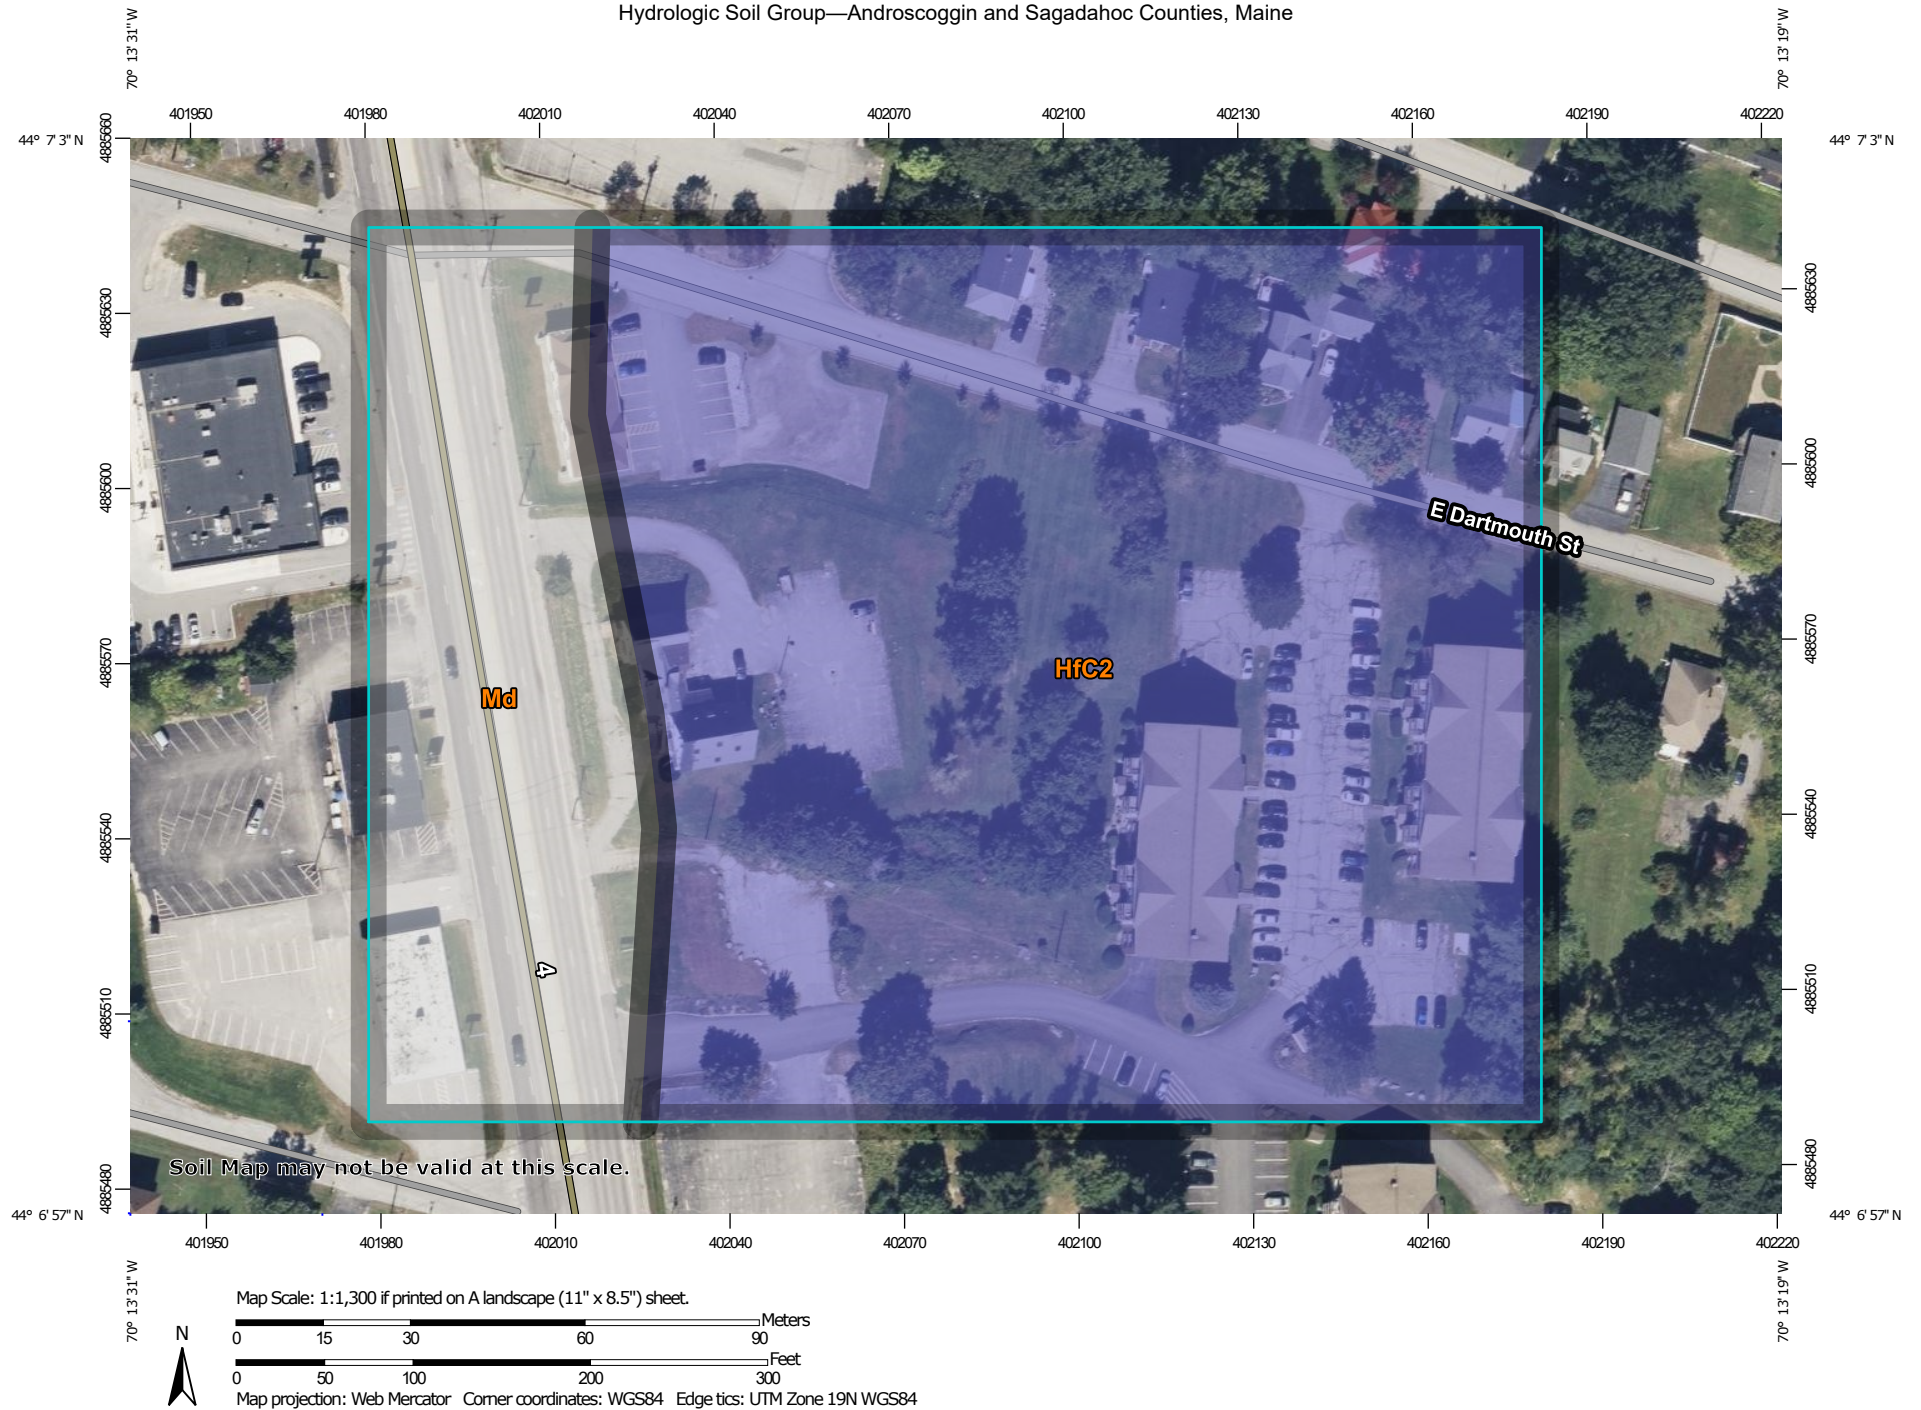 Hydrologic Soil Group—Androscoggin and Sagadahoc Counties, Maine
70° 13' 31" W
70° 13' 19" W
401950
401980
402010
402040
402070
402100
402130
402160
402190
402220
44° 7' 3" N
44° 7' 3" N
4885660
4885630
4885630
4885600
4885600
E Dartmouth St
4885570
4885570
HfC2
Md
4885540
4885540
4
4885510
4885510
4885480
4885480
Soil Map may not be valid at this scale.
44° 6' 57" N
44° 6' 57" N
401950
401980
402010
402040
402070
402100
402130
402160
402190
402220
70° 13' 31" W
70° 13' 19" W
Map Scale: 1:1,300 if printed on A landscape (11" x 8.5") sheet.
Meters
0 15 30 60 90
N
Feet
0 50 100 200 300
Map projection: Web Mercator Corner coordinates: WGS84 Edge tics: UTM Zone 19N WGS84